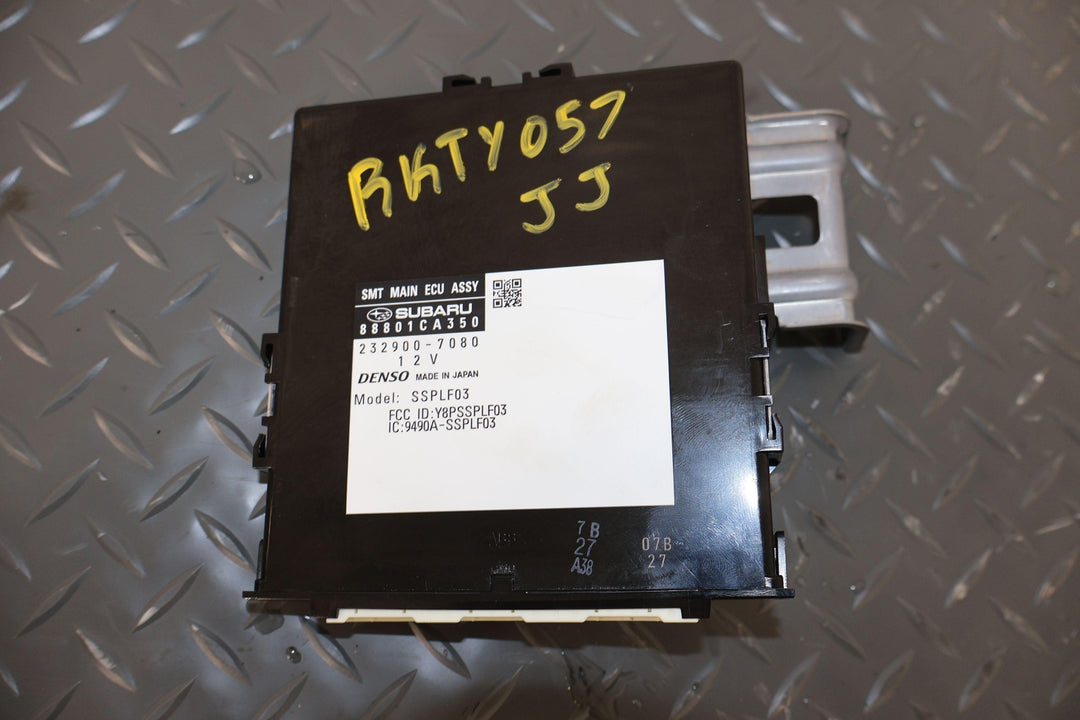 RKTY057
JJ
SMT MAIN ECU ASSY
SUBARU
88801CA350
232900-7080
12V
DENSO MADE IN JAPAN
Model: SSPLF03
FCC ID:Y8PSSPLF03
IC:9490A-SSPLF03
7B
27
A38
07B
27